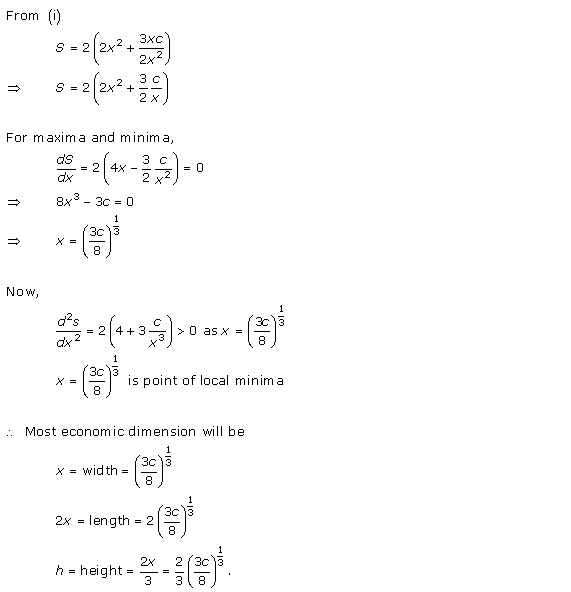 From (i)
S = 2(2x² + 3xc/2x²)
⇒ S = 2(2x² + 3/2 c/x)
For maxima and minima,
dS/dx = 2(4x − 3/2 c/x²) = 0
⇒ 8x³ − 3c = 0
⇒ x = (3c/8)^(1/3)
Now,
d²s/dx² = 2(4 + 3 c/x³) > 0 as x = (3c/8)^(1/3)
x = (3c/8)^(1/3) is point of local minima
∴ Most economic dimension will be
x = width = (3c/8)^(1/3)
2x = length = 2(3c/8)^(1/3)
h = height = 2x/3 = 2/3 (3c/8)^(1/3).